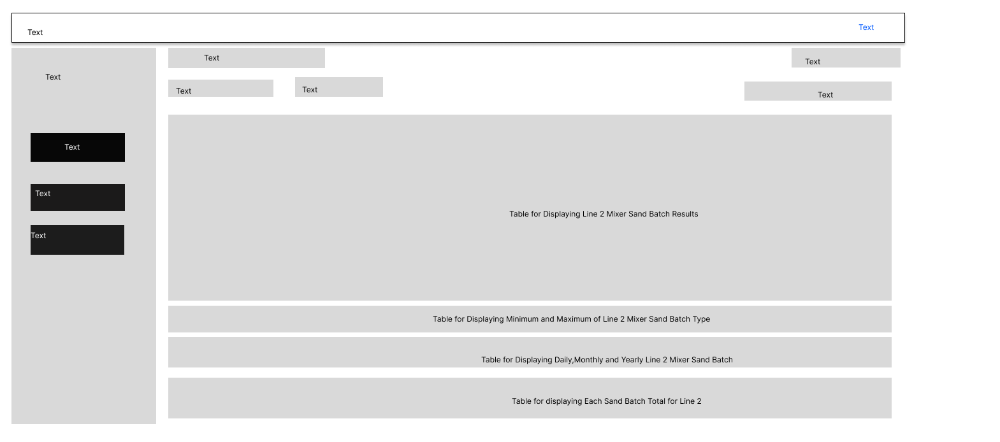 Text
Text
Text
Text
Text
Text
Text
Text
Text
Text
Text
Table for Displaying Line 2 Mixer Sand Batch Results
Table for Displaying Minimum and Maximum of Line 2 Mixer Sand Batch Type
Table for Displaying Daily,Monthly and Yearly Line 2 Mixer Sand Batch
Table for displaying Each Sand Batch Total for Line 2